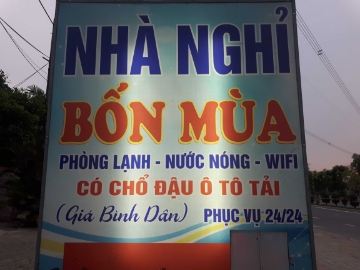 NHÀ NGHỈ
BỐN MÙA
PHÒNG LẠNH - NƯỚC NÓNG - WIFI
CÓ CHỔ ĐẬU Ô TÔ TẢI
(Giá Bình Dân) PHỤC VỤ 24/24